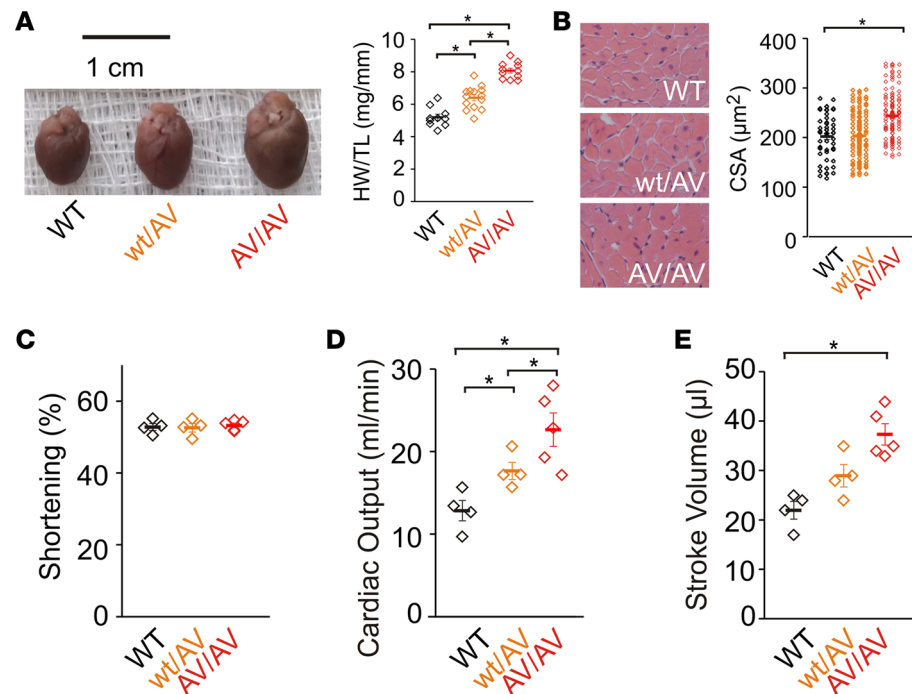 A
1 cm
WT
wt/AV
AV/AV
*
*
*
HW/TL (mg/mm)
10
8
6
4
2
0
WT
wt/AV
AV/AV
B
WT
wt/AV
AV/AV
*
CSA (µm²)
400
300
200
100
0
WT
wt/AV
AV/AV
C
Shortening (%)
60
40
20
0
WT
wt/AV
AV/AV
D
*
*
*
Cardiac Output (ml/min)
30
20
10
0
WT
wt/AV
AV/AV
E
*
Stroke Volume (µl)
50
40
30
20
10
0
WT
wt/AV
AV/AV